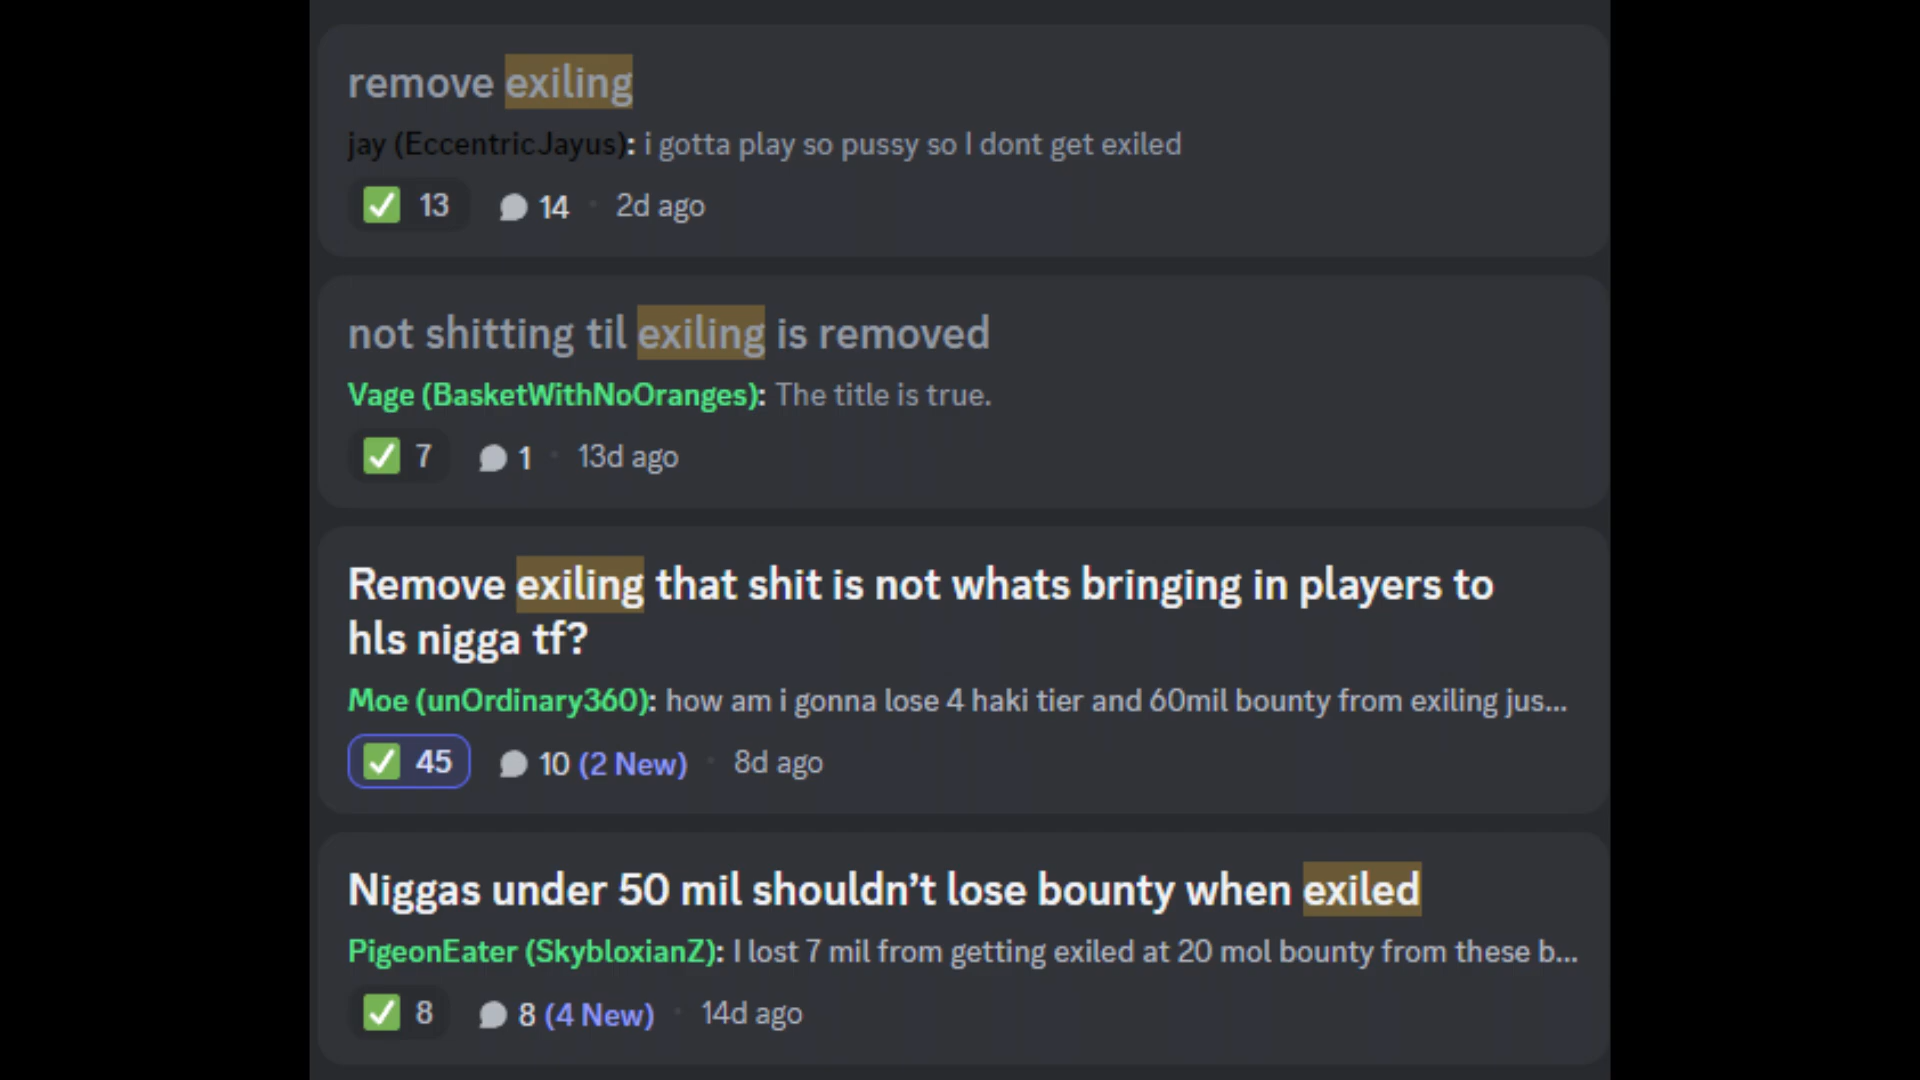 remove exiling
jay (EccentricJayus): i gotta play so pussy so I dont get exiled
✅ 13 14 · 2d ago
not shitting til exiling is removed
Vage (BasketWithNoOranges): The title is true.
✅ 7 1 · 13d ago
Remove exiling that shit is not whats bringing in players to
hls nigga tf?
Moe (unOrdinary360): how am i gonna lose 4 haki tier and 60mil bounty from exiling jus...
✅ 45 10 (2 New) · 8d ago
Niggas under 50 mil shouldn't lose bounty when exiled
PigeonEater (SkybloxianZ): I lost 7 mil from getting exiled at 20 mol bounty from these b...
✅ 8 8 (4 New) · 14d ago